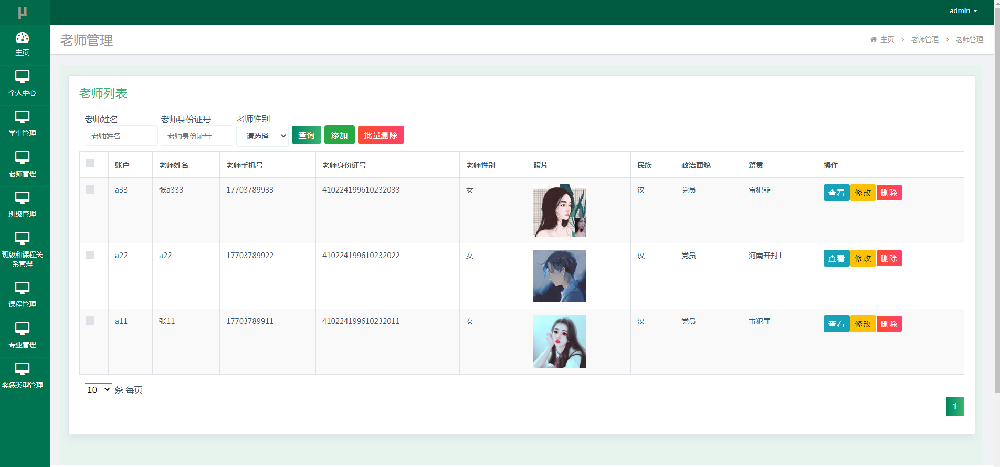 μ
admin
主页
个人中心
学生管理
老师管理
班级管理
班级和课程关
系管理
课程管理
专业管理
奖惩类型管理
老师管理
主页 > 老师管理 > 老师管理
老师列表
老师姓名 老师身份证号 老师性别
老师姓名 老师身份证号 -请选择- 查询 添加 批量删除
账户 老师姓名 老师手机号 老师身份证号 老师性别 照片 民族 政治面貌 籍贯 操作
a33 张a333 17703789933 410224199610232033 女 汉 党员 审犯罪 查看 修改 删除
a22 a22 17703789922 410224199610232022 女 汉 党员 河南开封1 查看 修改 删除
a11 张11 17703789911 410224199610232011 女 汉 党员 审犯罪 查看 修改 删除
10 条 每页
1